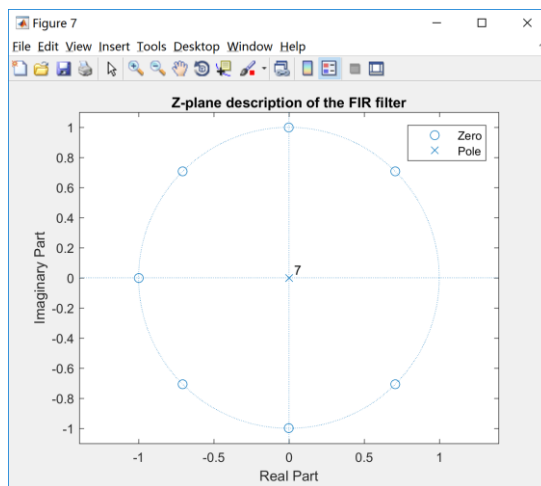 Figure 7
File Edit View Insert Tools Desktop Window Help
Z-plane description of the FIR filter
Zero
Pole
1
0.8
0.6
0.4
0.2
0
-0.2
-0.4
-0.6
-0.8
-1
Imaginary Part
7
-1 -0.5 0 0.5 1
Real Part